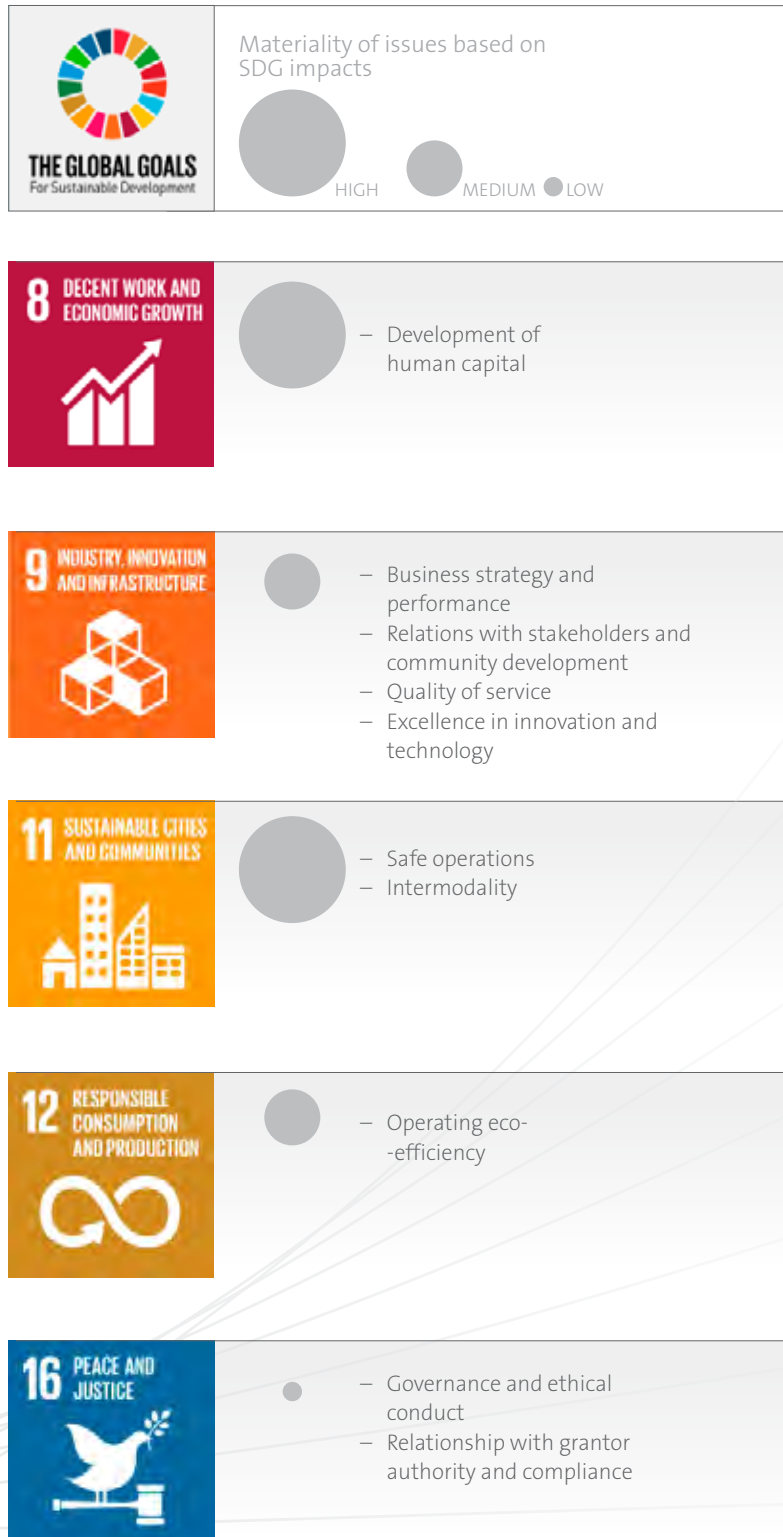 THE GLOBAL GOALS
For Sustainable Development
Materiality of issues based on
SDG impacts
HIGH
MEDIUM
LOW
8 DECENT WORK AND
ECONOMIC GROWTH
– Development of
human capital
9 INDUSTRY, INNOVATION
AND INFRASTRUCTURE
– Business strategy and
performance
– Relations with stakeholders and
community development
– Quality of service
– Excellence in innovation and
technology
11 SUSTAINABLE CITIES
AND COMMUNITIES
– Safe operations
– Intermodality
12 RESPONSIBLE
CONSUMPTION
AND PRODUCTION
– Operating eco-
-efficiency
16 PEACE AND
JUSTICE
– Governance and ethical
conduct
– Relationship with grantor
authority and compliance